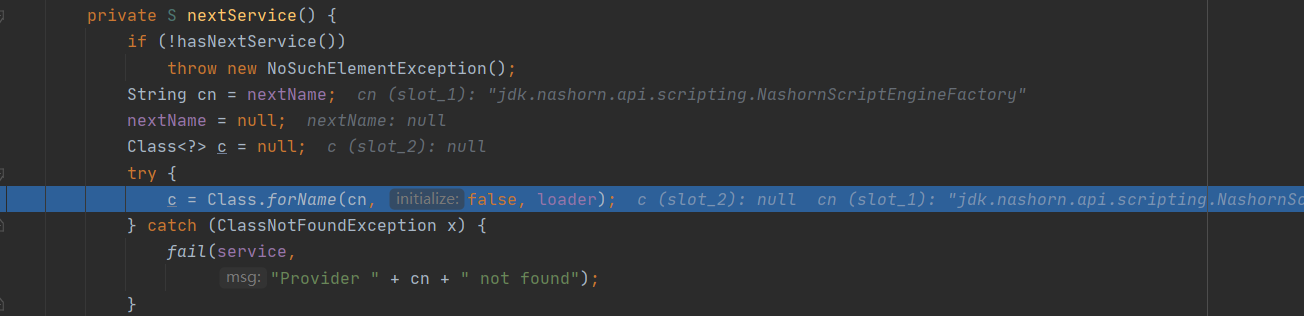 private S nextService() {
if (!hasNextService())
throw new NoSuchElementException();
String cn = nextName;  cn (slot_1): "jdk.nashorn.api.scripting.NashornScriptEngineFactory"
nextName = null;  nextName: null
Class<?> c = null;  c (slot_2): null
try {
c = Class.forName(cn, initialize: false, loader);  c (slot_2): null  cn (slot_1): "jdk.nashorn.api.scripting.NashornSc
} catch (ClassNotFoundException x) {
fail(service,
msg: "Provider " + cn + " not found");
}